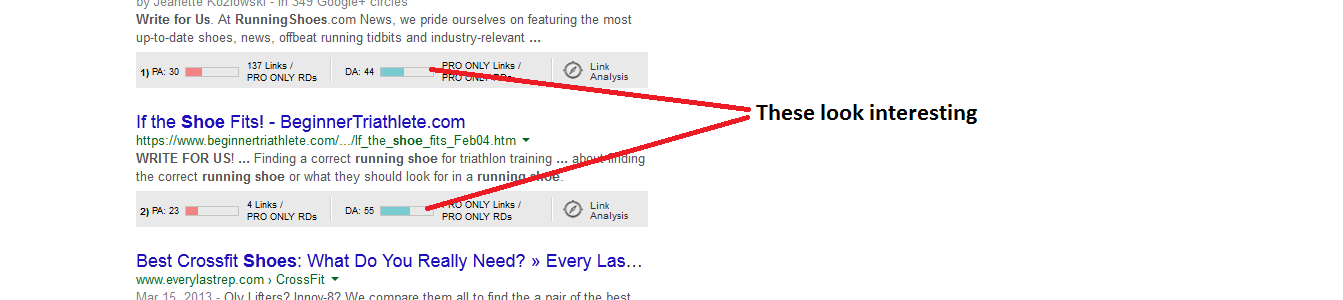 by Jeanette Kozlowski - in 349 Google+ circles
Write for Us. At RunningShoes.com News, we pride ourselves on featuring the most
up-to-date shoes, news, offbeat running tidbits and industry-relevant ...
1) PA: 30 137 Links / DA: 44 PRO ONLY Links / Link
PRO ONLY RDs PRO ONLY RDs Analysis
These look interesting
If the Shoe Fits! - BeginnerTriathlete.com
https://www.beginnertriathlete.com/.../If_the_shoe_fits_Feb04.htm
WRITE FOR US! ... Finding a correct running shoe for triathlon training ... about finding
the correct running shoe or what they should look for in a running shoe.
2) PA: 23 4 Links / DA: 55 PRO ONLY Links / Link
PRO ONLY RDs PRO ONLY RDs Analysis
Best Crossfit Shoes: What Do You Really Need? » Every Las...
www.everylastrep.com › CrossFit
Mar 15, 2013 - Oly Lifters? Innov-8? We compare them all to find the a pair of the best